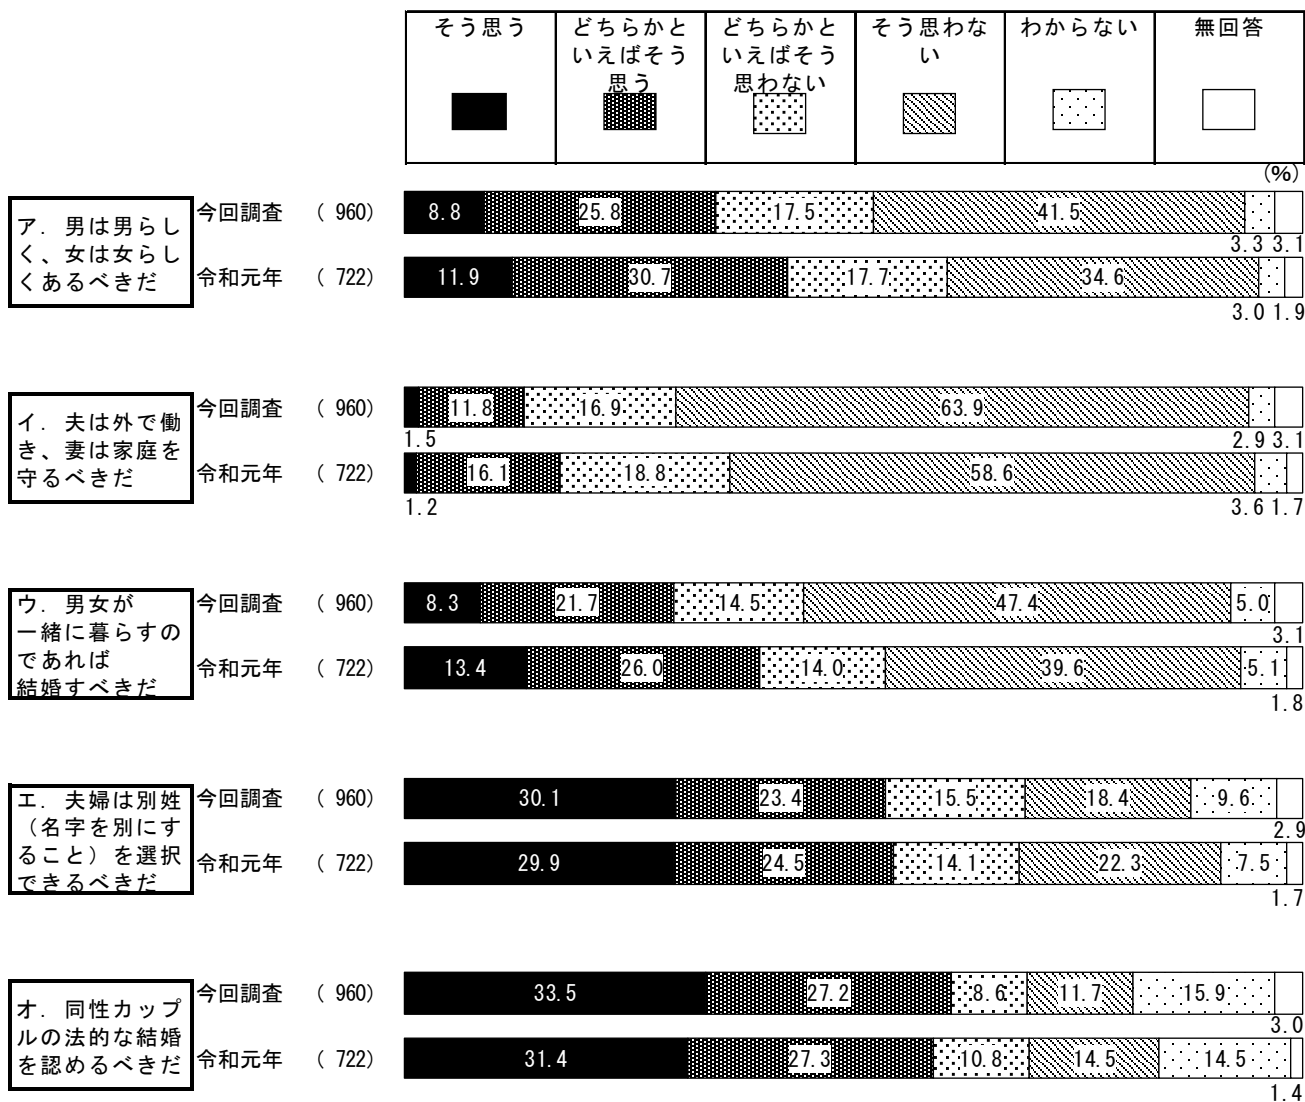 そう思う
どちらかと
いえばそう
思う
どちらかと
いえばそう
思わない
そう思わな
い
わからない
無回答
(%)
ア．男は男らし
く、女は女らし
くあるべきだ
今回調査 ( 960) 8.8 25.8 17.5 41.5
3.3 3.1
令和元年 ( 722) 11.9 30.7 17.7 34.6
3.0 1.9
イ．夫は外で働
き、妻は家庭を
守るべきだ
今回調査 ( 960) 11.8 16.9 63.9
1.5 2.9 3.1
令和元年 ( 722) 16.1 18.8 58.6
1.2 3.6 1.7
ウ．男女が
一緒に暮らすの
であれば
結婚すべきだ
今回調査 ( 960) 8.3 21.7 14.5 47.4 5.0
3.1
令和元年 ( 722) 13.4 26.0 14.0 39.6 5.1
1.8
エ．夫婦は別姓
（名字を別にす
ること）を選択
できるべきだ
今回調査 ( 960) 30.1 23.4 15.5 18.4 9.6
2.9
令和元年 ( 722) 29.9 24.5 14.1 22.3 7.5
1.7
オ．同性カップ
ルの法的な結婚
を認めるべきだ
今回調査 ( 960) 33.5 27.2 8.6 11.7 15.9
3.0
令和元年 ( 722) 31.4 27.3 10.8 14.5 14.5
1.4